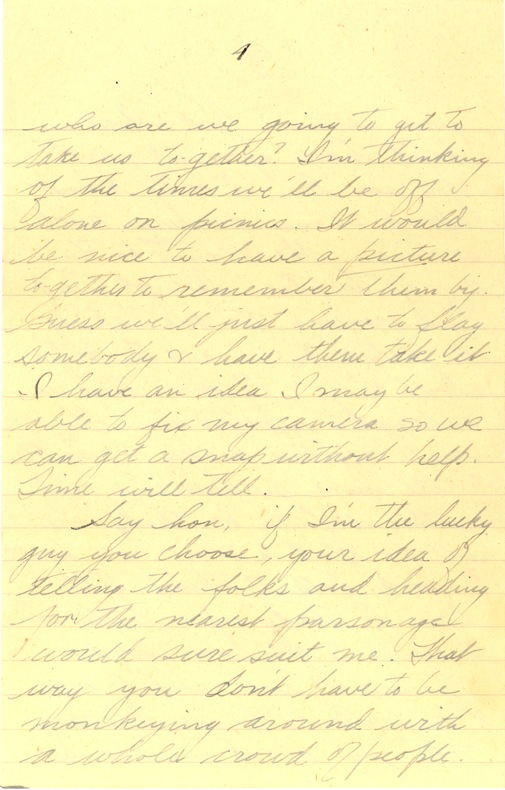 4
who are we going to get to
take us to-gether? I'm thinking
of the times we'll be off
alone on picnics. It would
be nice to have a picture
to-gether to remember them by.
Guess we'll just have to flag
somebody & have them take it
I have an idea I may be
able to fix my camera so we
can get a snap without help.
Time will tell.
Say hon, if I'm the lucky
guy you choose, your idea of
telling the folks and heading
for the nearest parsonage
would sure suit me. That
way you don't have to be
monkeying around with
a whole crowd of people.